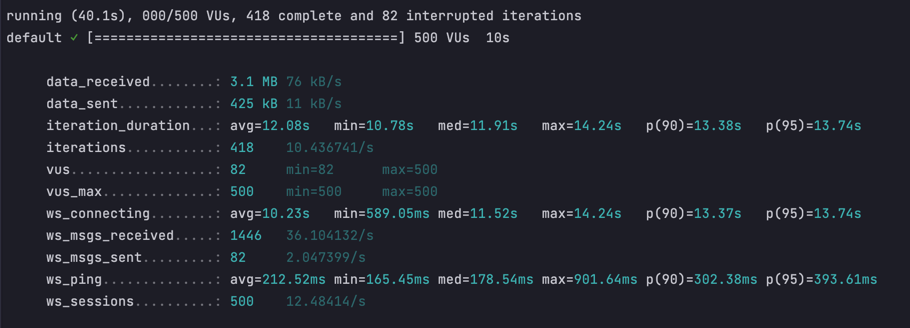 running (40.1s), 000/500 VUs, 418 complete and 82 interrupted iterations
default ✓ [======================================] 500 VUs  10s
data_received........: 3.1 MB 76 kB/s
data_sent............: 425 kB 11 kB/s
iteration_duration...: avg=12.08s   min=10.78s   med=11.91s   max=14.24s   p(90)=13.38s   p(95)=13.74s
iterations...........: 418    10.436741/s
vus..................: 82     min=82      max=500
vus_max..............: 500    min=500     max=500
ws_connecting........: avg=10.23s   min=589.05ms med=11.52s   max=14.24s   p(90)=13.37s   p(95)=13.74s
ws_msgs_received.....: 1446   36.104132/s
ws_msgs_sent.........: 82     2.047399/s
ws_ping..............: avg=212.52ms min=165.45ms med=178.54ms max=901.64ms p(90)=302.38ms p(95)=393.61ms
ws_sessions..........: 500    12.48414/s